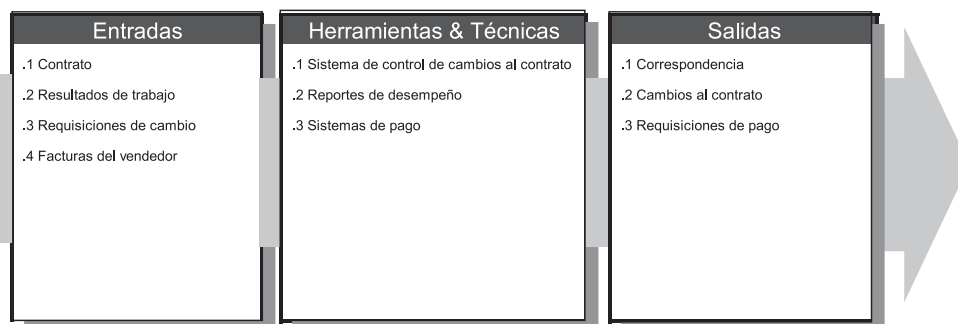 Entradas
.1 Contrato
.2 Resultados de trabajo
.3 Requisiciones de cambio
.4 Facturas del vendedor
Herramientas & Técnicas
.1 Sistema de control de cambios al contrato
.2 Reportes de desempeño
.3 Sistemas de pago
Salidas
.1 Correspondencia
.2 Cambios al contrato
.3 Requisiciones de pago